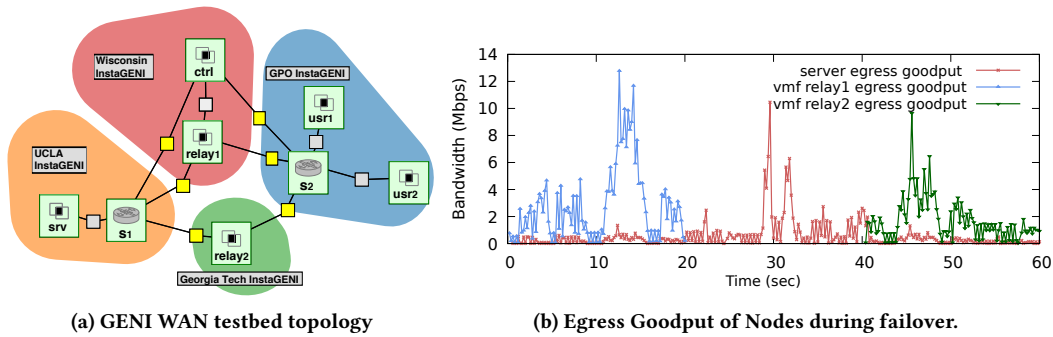 Wisconsin
InstaGENI
ctrl
GPO InstaGENI
usr1
relay1
UCLA
InstaGENI
S2
usr2
srv
S1
relay2
Georgia Tech InstaGENI
(a) GENI WAN testbed topology
14
12
10
8
6
4
2
0
Bandwidth (Mbps)
server egress goodput
vmf relay1 egress goodput
vmf relay2 egress goodput
0 10 20 30 40 50 60
Time (sec)
(b) Egress Goodput of Nodes during failover.